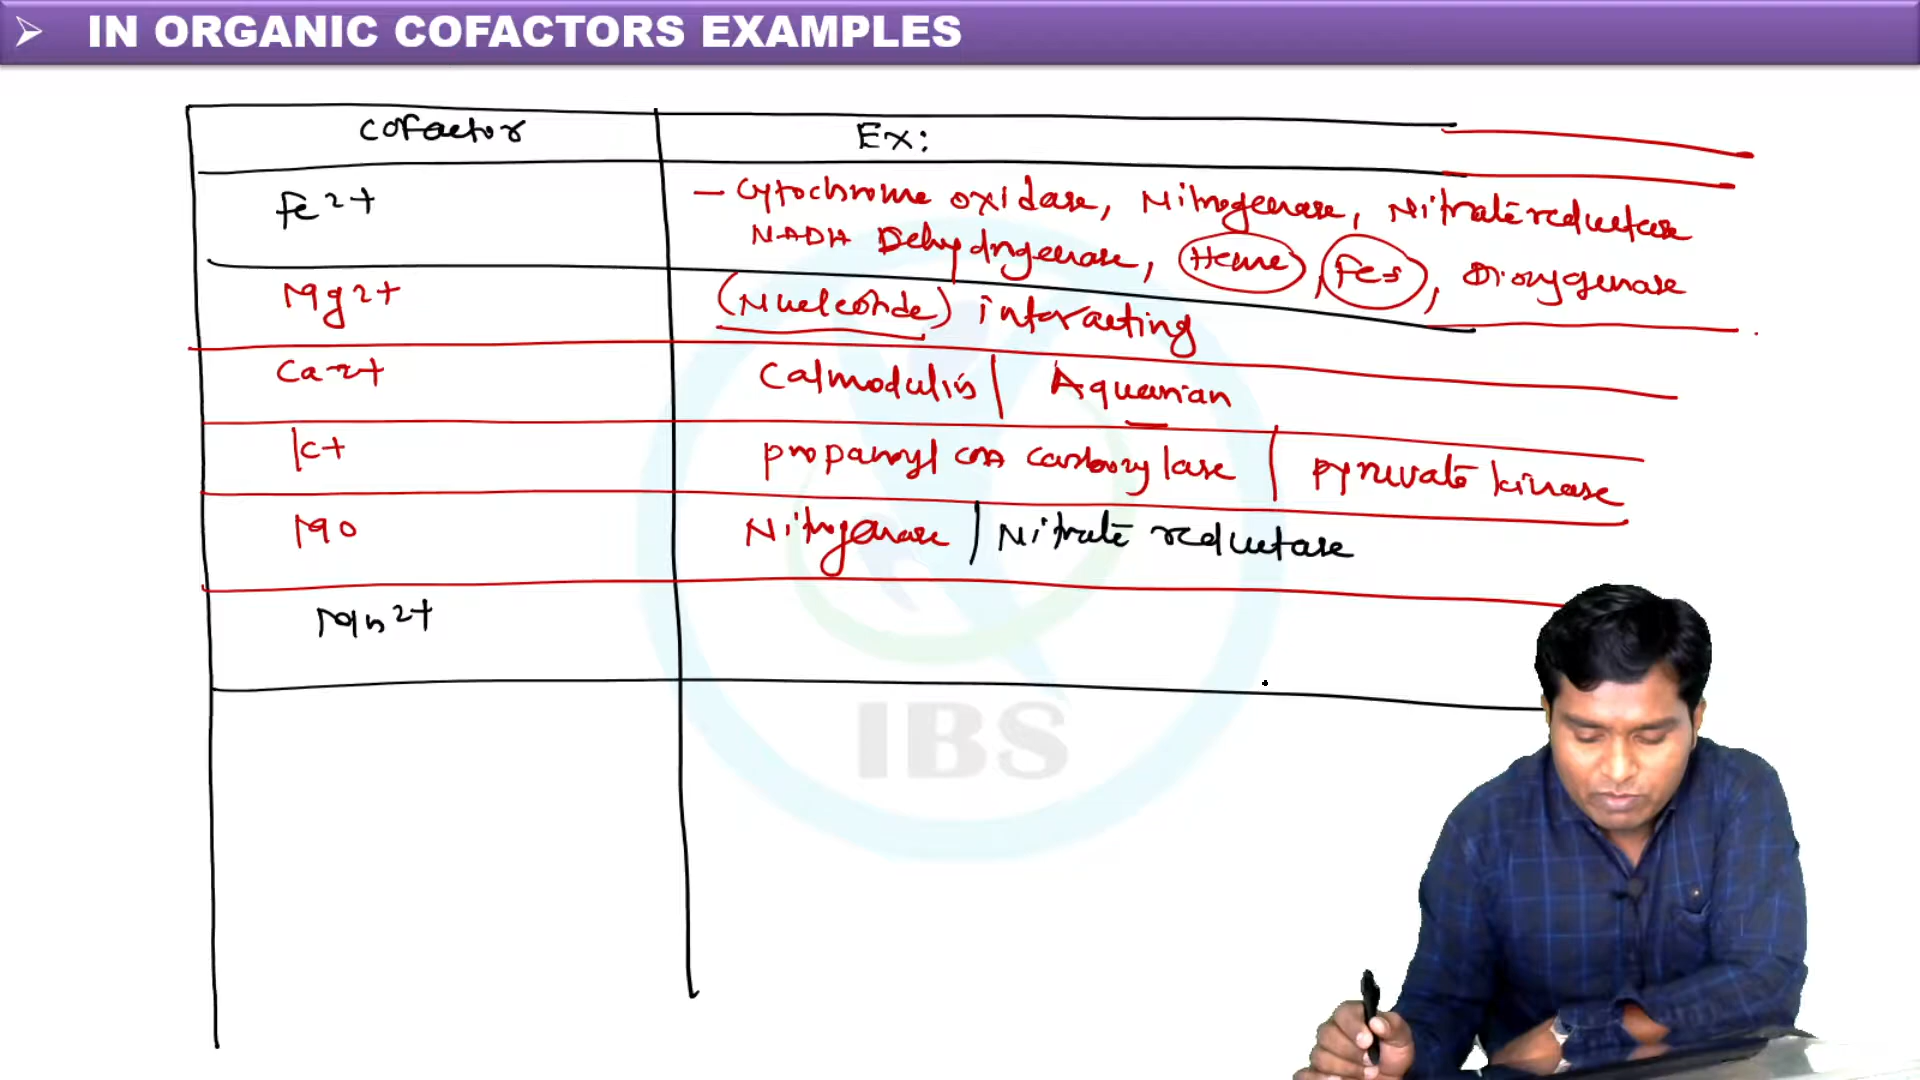 IN ORGANIC COFACTORS EXAMPLES
Cofactor
Ex:
Fe2+
– Cytochrome oxidase, Nitrogenase, Nitrate reductase
NADH Dehydrogenase, Heme, Fes, Dioxygenase
Mg2+
(Nucleotide) interacting
Ca2+
Calmodulin | Aquarian
K+
propanoyl COA Carboxylase | pyruvate kinase
Mo
Nitrogenase | Nitrate reductase
Mn2+
IBS